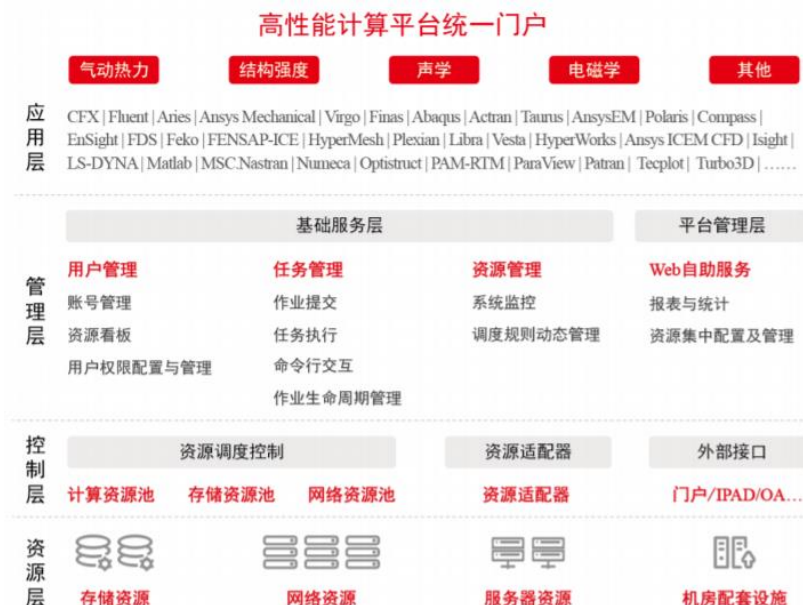 高性能计算平台统一门户
气动热力 结构强度 声学 电磁学 其他
应用层
CFX | Fluent | Aries | Ansys Mechanical | Virgo | Finas | Abaqus | Actran | Taurus | AnsysEM | Polaris | Compass |
EnSight | FDS | Feko | FENSAP-ICE | HyperMesh | Plexian | Libra | Vesta | HyperWorks | Ansys ICEM CFD | Isight |
LS-DYNA | Matlab | MSC.Nastran | Numeca | Optistruct | PAM-RTM | ParaView | Patran | Tecplot | Turbo3D | ……
管理层
基础服务层 平台管理层
用户管理 任务管理 资源管理 Web自助服务
账号管理 作业提交 系统监控 报表与统计
资源看板 任务执行 调度规则动态管理 资源集中配置及管理
用户权限配置与管理 命令行交互
作业生命周期管理
控制层
资源调度控制 资源适配器 外部接口
计算资源池 存储资源池 网络资源池 资源适配器 门户/IPAD/OA…
资源层
存储资源 网络资源 服务器资源 机房配套设施